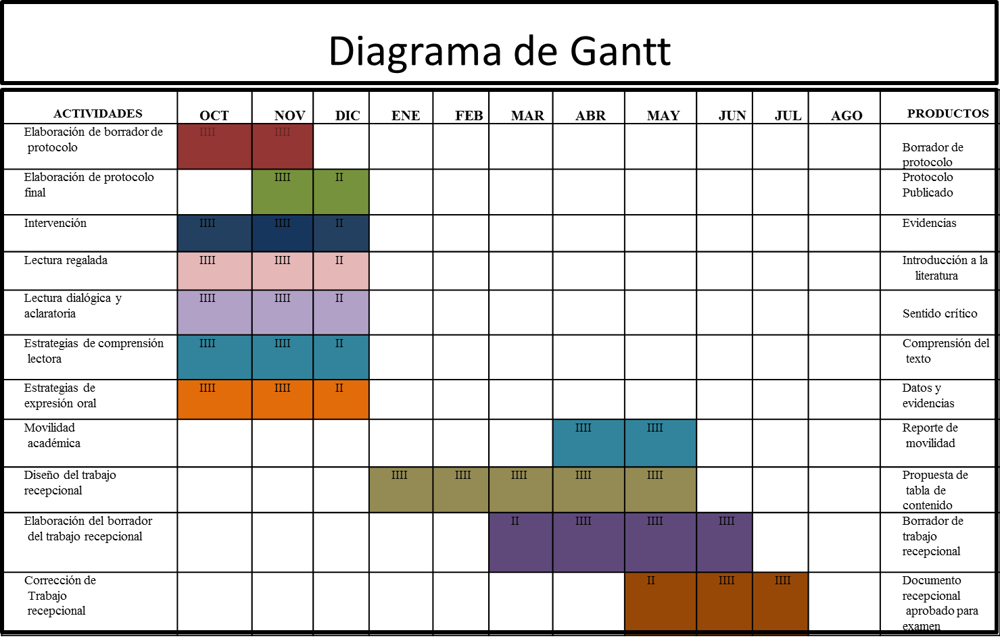 Diagrama de Gantt
ACTIVIDADES OCT NOV DIC ENE FEB MAR ABR MAY JUN JUL AGO PRODUCTOS
Elaboración de borrador de IIII IIII
protocolo Borrador de
protocolo
Elaboración de protocolo IIII II Protocolo
final Publicado
Intervención IIII IIII II Evidencias
Lectura regalada IIII IIII II Introducción a la
literatura
Lectura dialógica y IIII IIII II
aclaratoria Sentido crítico
Estrategias de comprensión IIII IIII II Comprensión del
lectora texto
Estrategias de IIII IIII II Datos y
expresión oral evidencias
Movilidad IIII IIII Reporte de
académica movilidad
Diseño del trabajo IIII IIII IIII IIII IIII Propuesta de
recepcional tabla de
contenido
Elaboración del borrador II IIII IIII IIII Borrador de
del trabajo recepcional trabajo
recepcional
Corrección de II IIII IIII Documento
Trabajo recepcional
recepcional aprobado para
examen